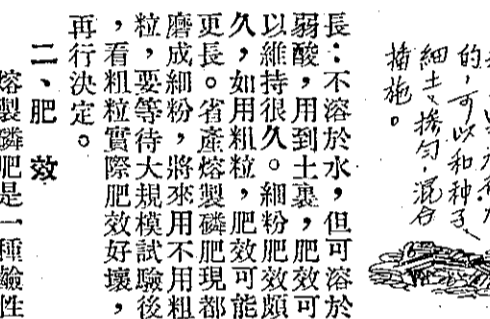 的，可以和种子、
細土、摻匀，混合
播施。
長：不溶於水，但可溶於
弱酸，用到土裏，肥效可
以維持很久。細粉肥效頗
久，如用粗粒，肥效可能
更長。省產熔製磷肥現都
磨成細粉，將來用不用粗
粒，要等待大規模試驗後
，看粗粒實際肥效好壞，
再行決定。
二、肥 效
熔製磷肥是一種鹼性